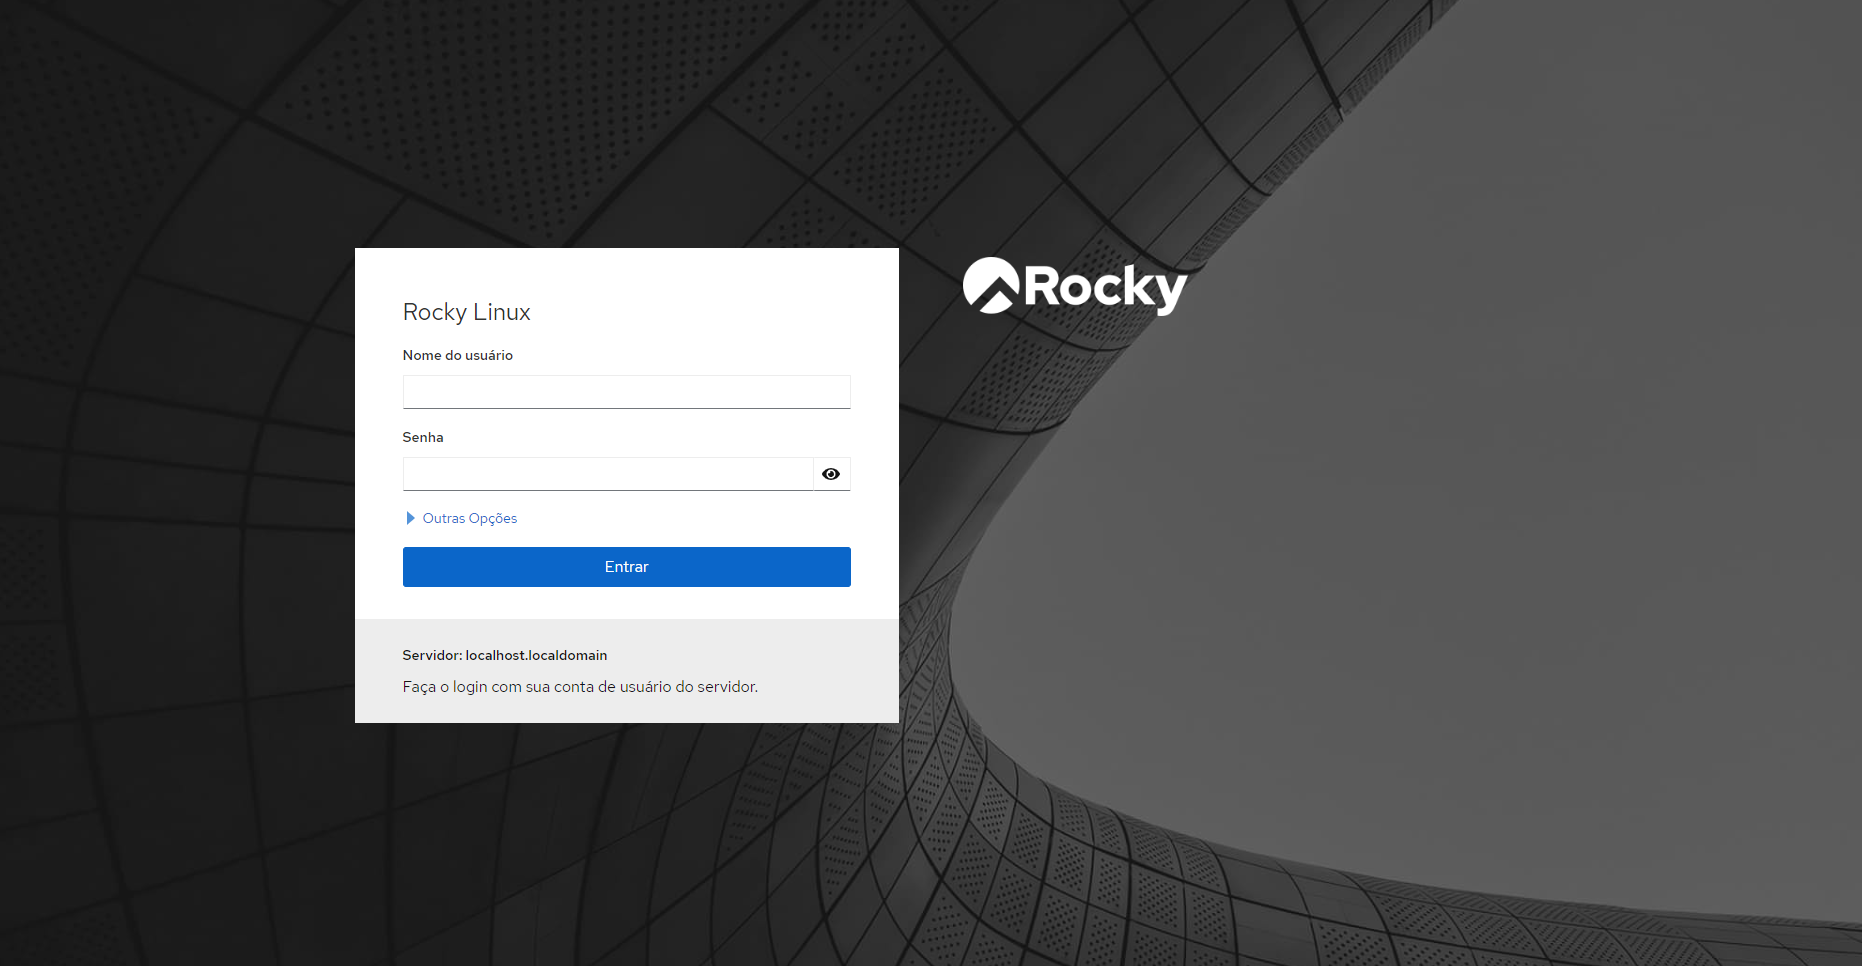 Rocky Linux
Nome do usuário
Senha
Outras Opções
Entrar
Servidor: localhost.localdomain
Faça o login com sua conta de usuário do servidor.
Rocky